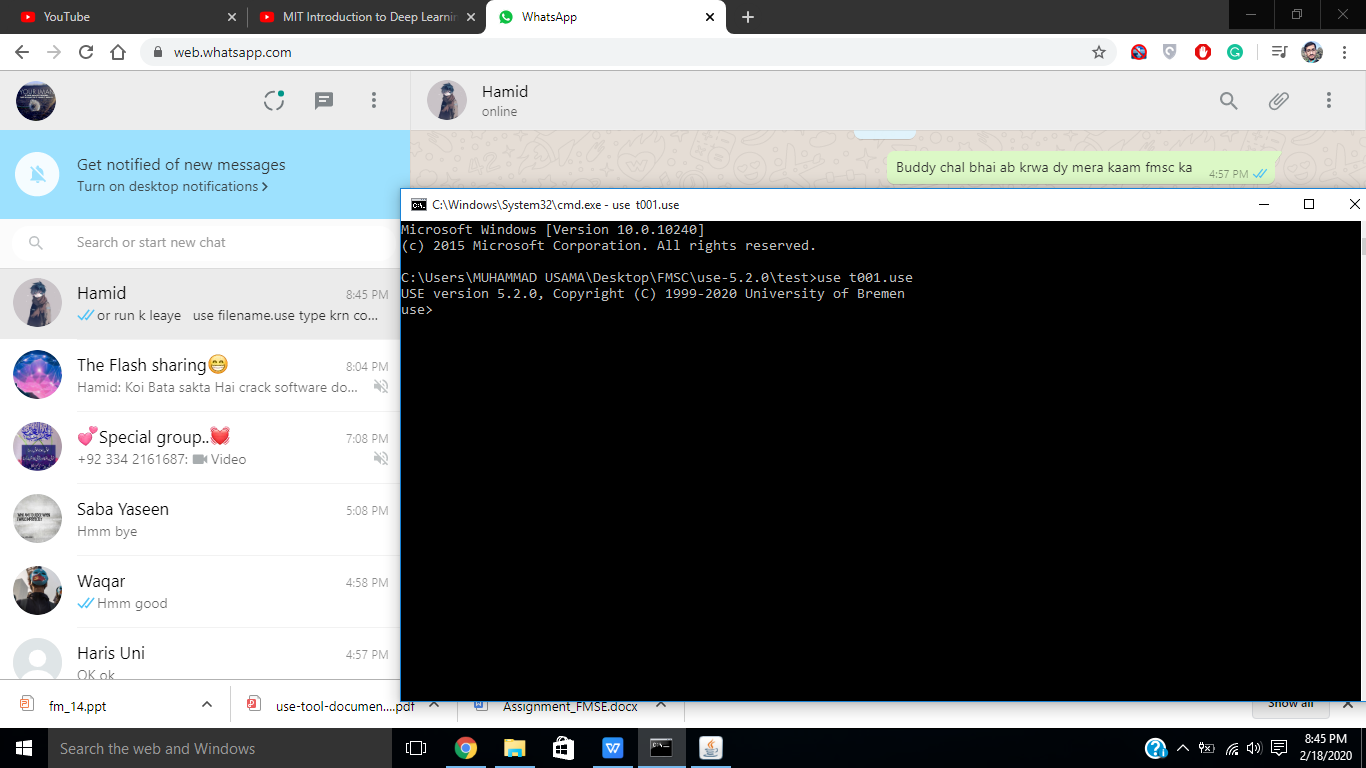 YouTube
MIT Introduction to Deep Learnin
WhatsApp
web.whatsapp.com
Hamid
online
Get notified of new messages
Turn on desktop notifications >
Buddy chal bhai ab krwa dy mera kaam fmsc ka
4:57 PM
Search or start new chat
Hamid
8:45 PM
or run k leaye use filename.use type krn co...
The Flash sharing😁
8:04 PM
Hamid: Koi Bata sakta Hai crack software do...
💕Special group..💓
7:08 PM
+92 334 2161687: Video
Saba Yaseen
5:08 PM
Hmm bye
Waqar
4:58 PM
Hmm good
Haris Uni
4:57 PM
OK ok
C:\Windows\System32\cmd.exe - use t001.use
Microsoft Windows [Version 10.0.10240]
(c) 2015 Microsoft Corporation. All rights reserved.
C:\Users\MUHAMMAD USAMA\Desktop\FMSC\use-5.2.0\test>use t001.use
USE version 5.2.0, Copyright (C) 1999-2020 University of Bremen
use>
fm_14.ppt
use-tool-documen....pdf
Assignment_FMSE.docx
Show all
Search the web and Windows
8:45 PM
2/18/2020